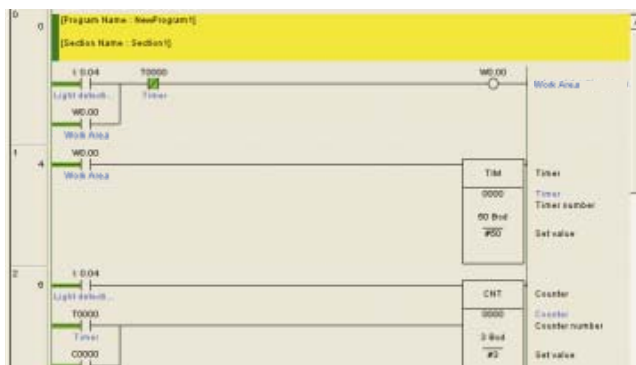 0
0
[Program Name : NewProgram1]
[Section Name : Section1]
I: 0.04 T0000 W0.00
Light detecti... Timer Work Area
W0.00
Work Area
1
4
W0.00
Work Area
TIM Timer
0000 Timer
Timer number
Bcd
#50 Set value
2
6
I: 0.04
Light detecti...
CNT Counter
T0000 0000 Counter
Timer Counter number
3 Bcd
C0000 #3 Set value